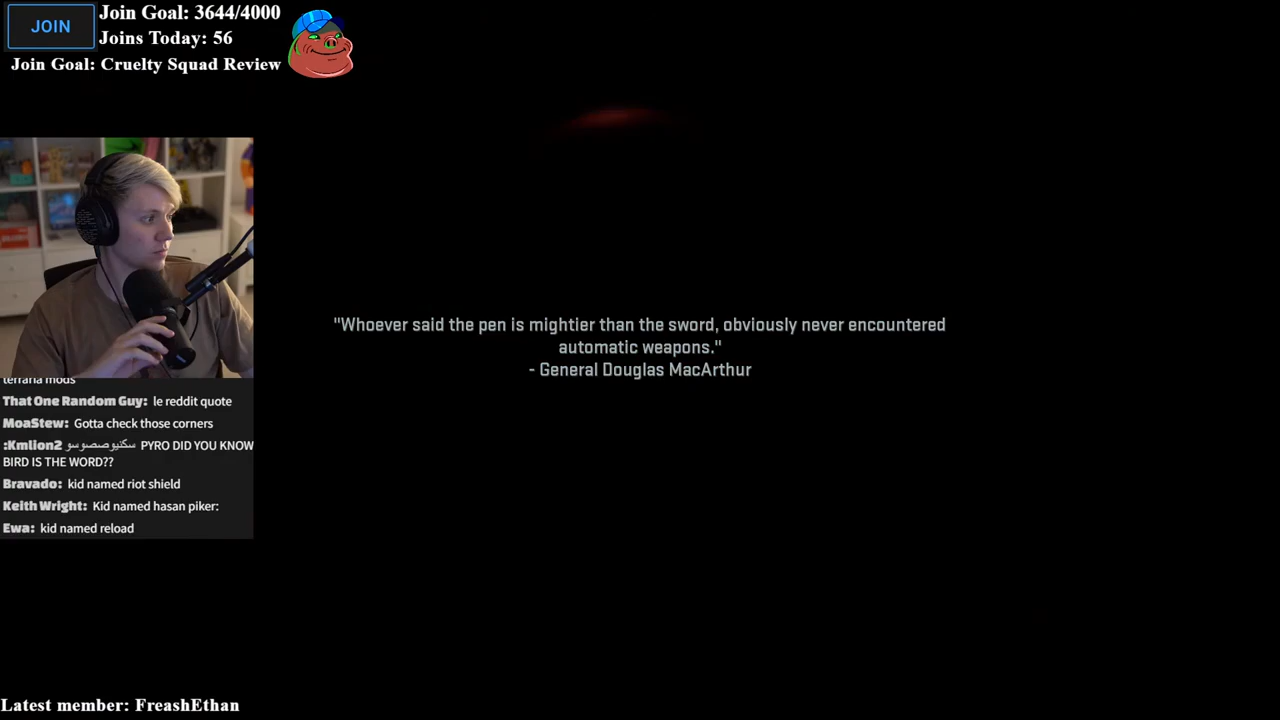 JOIN
Join Goal: 3644/4000
Joins Today: 56
Join Goal: Cruelty Squad Review
"Whoever said the pen is mightier than the sword, obviously never encountered
automatic weapons."
- General Douglas MacArthur
terraria mods
That One Random Guy: le reddit quote
MoaStew: Gotta check those corners
:Kmlion2 سكنيوصصوسو PYRO DID YOU KNOW
BIRD IS THE WORD??
Bravado: kid named riot shield
Keith Wright: Kid named hasan piker:
Ewa: kid named reload
Latest member: FreashEthan